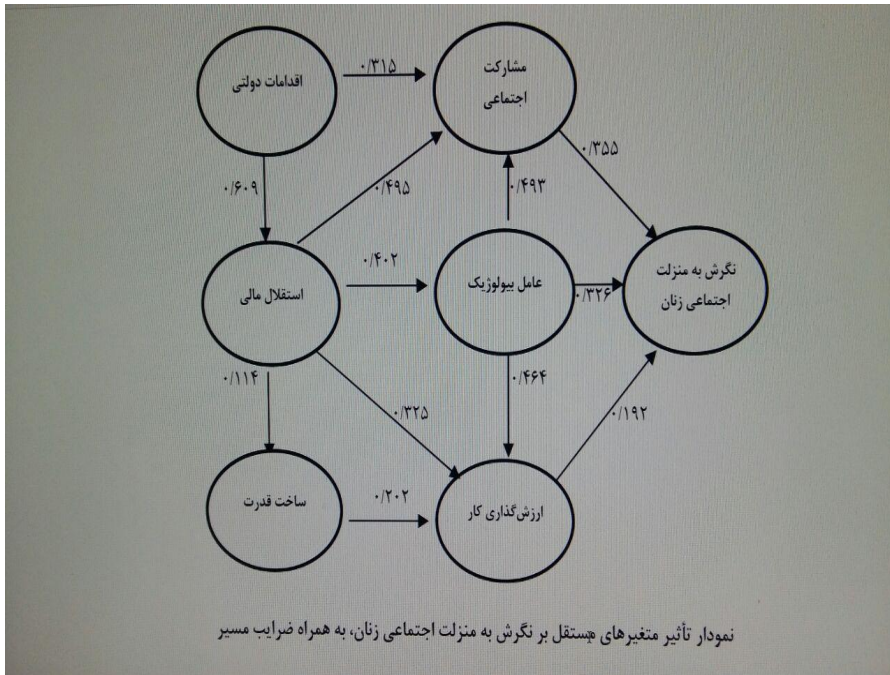 اقدامات دولتی
۰/۳۱۵
مشارکت
اجتماعی
۰/۳۵۵
۰/۶۰۹
۰/۴۹۵
۰/۴۹۳
استقلال مالی
۰/۴۰۲
عامل بیولوژیک
۰/۳۲۶
نگرش به منزلت
اجتماعی زنان
۰/۱۱۴
۰/۳۲۵
۰/۴۶۴
۰/۱۹۲
ساخت قدرت
۰/۲۰۲
ارزش‌گذاری کار
نمودار تأثیر متغیرهای مستقل بر نگرش به منزلت اجتماعی زنان، به همراه ضرایب مسیر